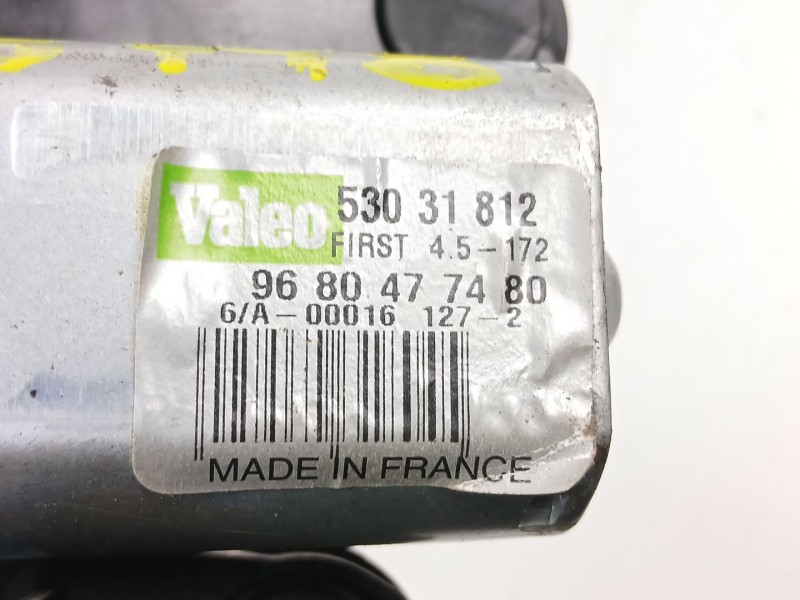 Valeo 530 31 812
FIRST 4.5-172
96 80 47 74 80
6/A-00016 127-2
MADE IN FRANCE